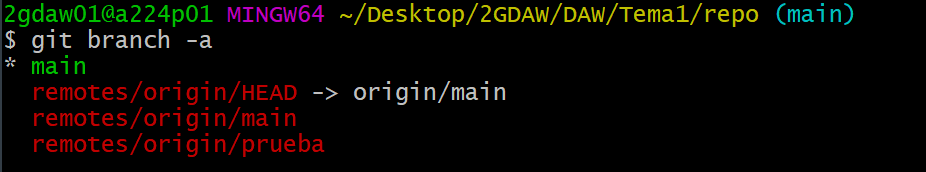 2gdaw01@a224p01 MINGW64 ~/Desktop/2GDAW/DAW/Tema1/repo (main)
$ git branch -a
* main
  remotes/origin/HEAD -> origin/main
  remotes/origin/main
  remotes/origin/prueba